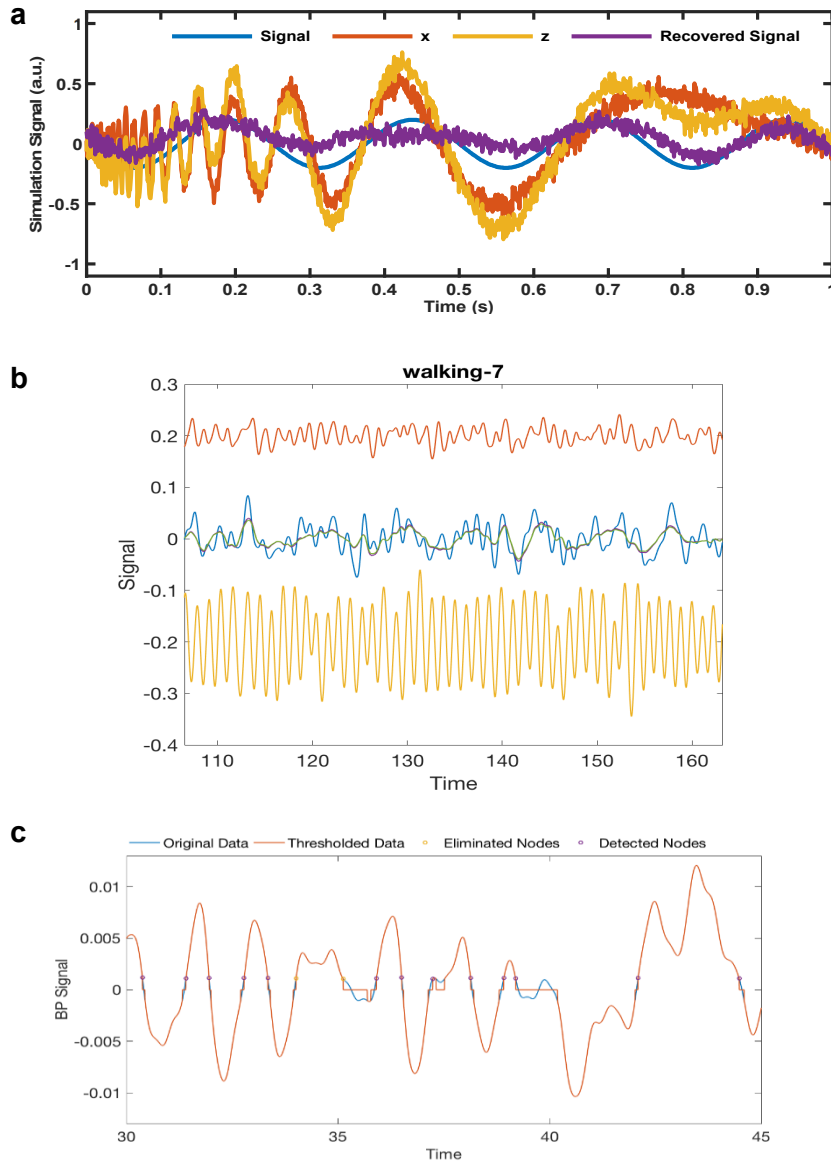 a
Signal x z Recovered Signal
1
0.5
0
-0.5
-1
Simulation Signal (a.u.)
0 0.1 0.2 0.3 0.4 0.5 0.6 0.7 0.8 0.9 1
Time (s)
b
walking-7
0.3
0.2
0.1
0
-0.1
-0.2
-0.3
-0.4
Signal
110 120 130 140 150 160
Time
c
Original Data Thresholded Data Eliminated Nodes Detected Nodes
0.01
0.005
0
-0.005
-0.01
BP Signal
30 35 40 45
Time